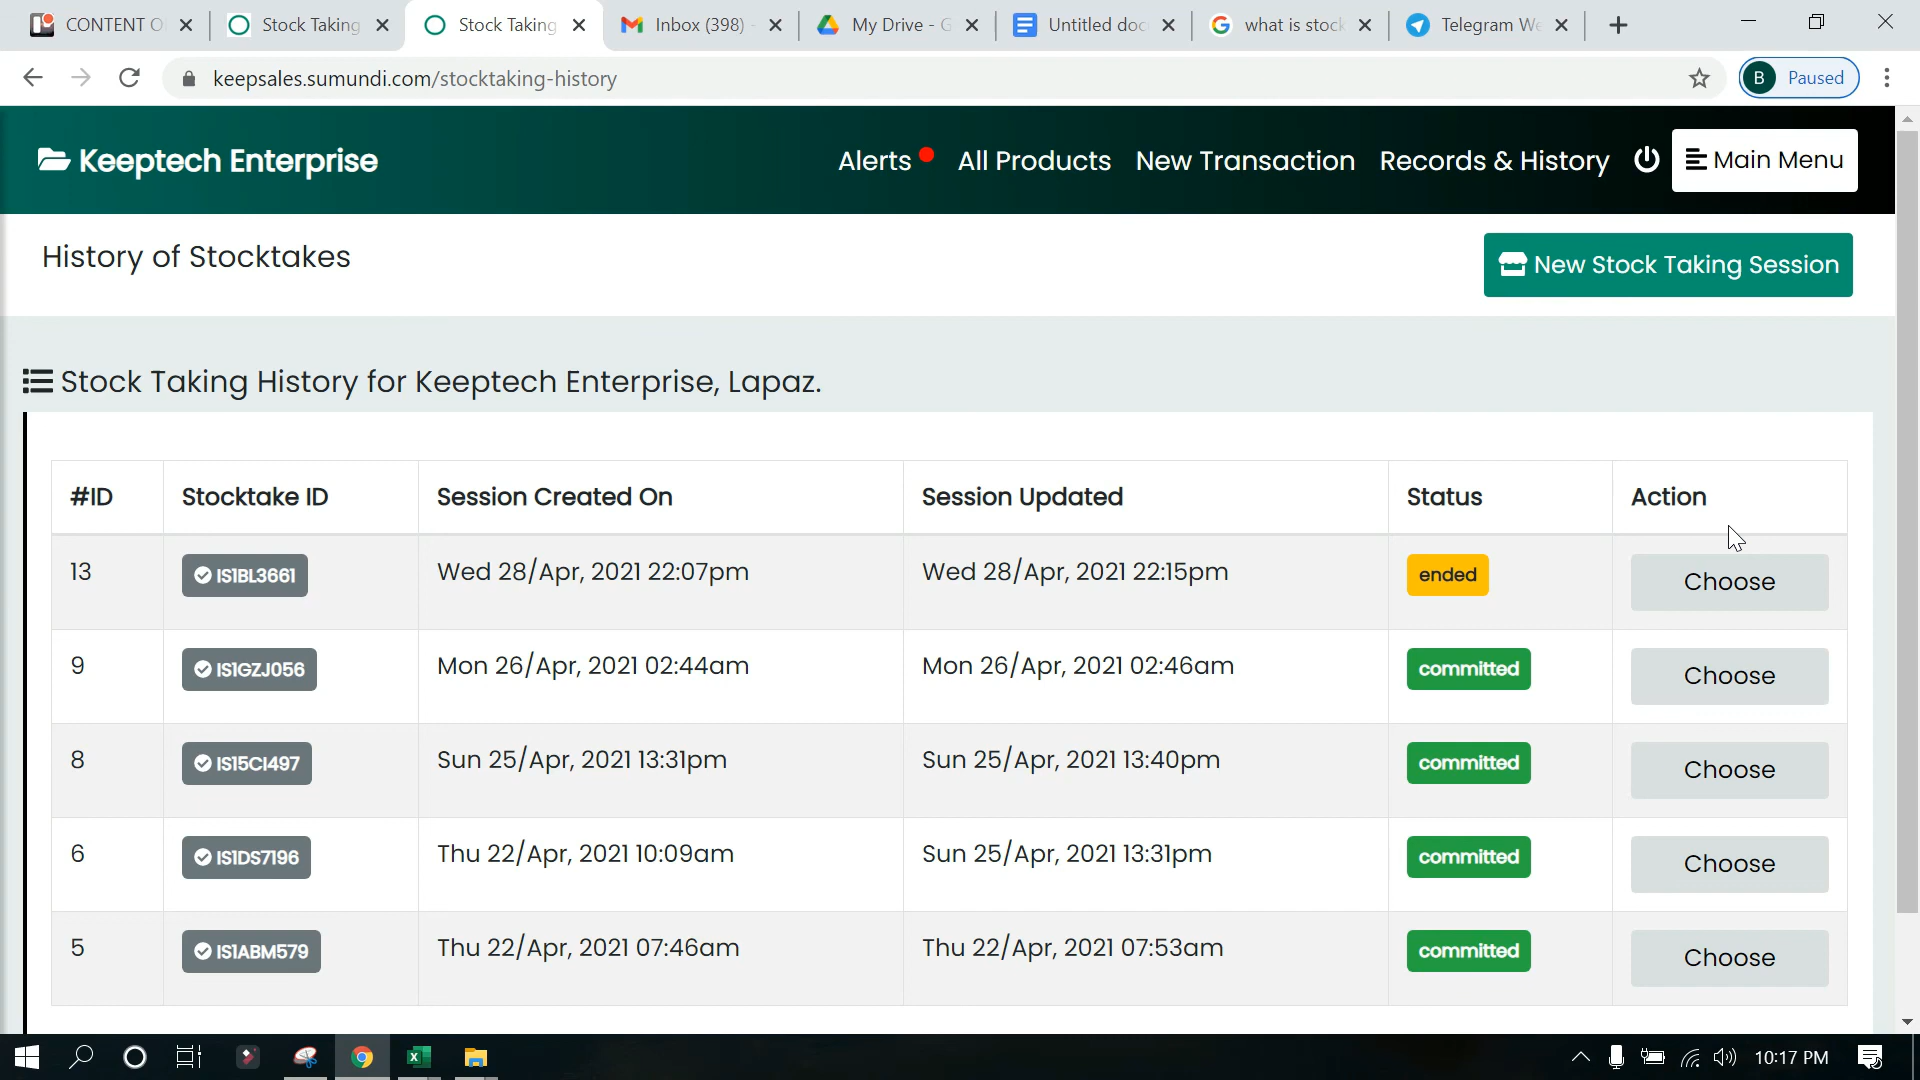 CONTENT O
Stock Taking
Stock Taking
Inbox (398)
My Drive - G
Untitled doc
what is stock
Telegram We
keepsales.sumundi.com/stocktaking-history
B Paused
Keeptech Enterprise
Alerts All Products New Transaction Records & History Main Menu
History of Stocktakes
New Stock Taking Session
Stock Taking History for Keeptech Enterprise, Lapaz.
#ID Stocktake ID Session Created On Session Updated Status Action
13 IS1BL3661 Wed 28/Apr, 2021 22:07pm Wed 28/Apr, 2021 22:15pm ended Choose
9 IS1GZJ056 Mon 26/Apr, 2021 02:44am Mon 26/Apr, 2021 02:46am committed Choose
8 IS15CI497 Sun 25/Apr, 2021 13:31pm Sun 25/Apr, 2021 13:40pm committed Choose
6 IS1DS7196 Thu 22/Apr, 2021 10:09am Sun 25/Apr, 2021 13:31pm committed Choose
5 IS1ABM579 Thu 22/Apr, 2021 07:46am Thu 22/Apr, 2021 07:53am committed Choose
10:17 PM